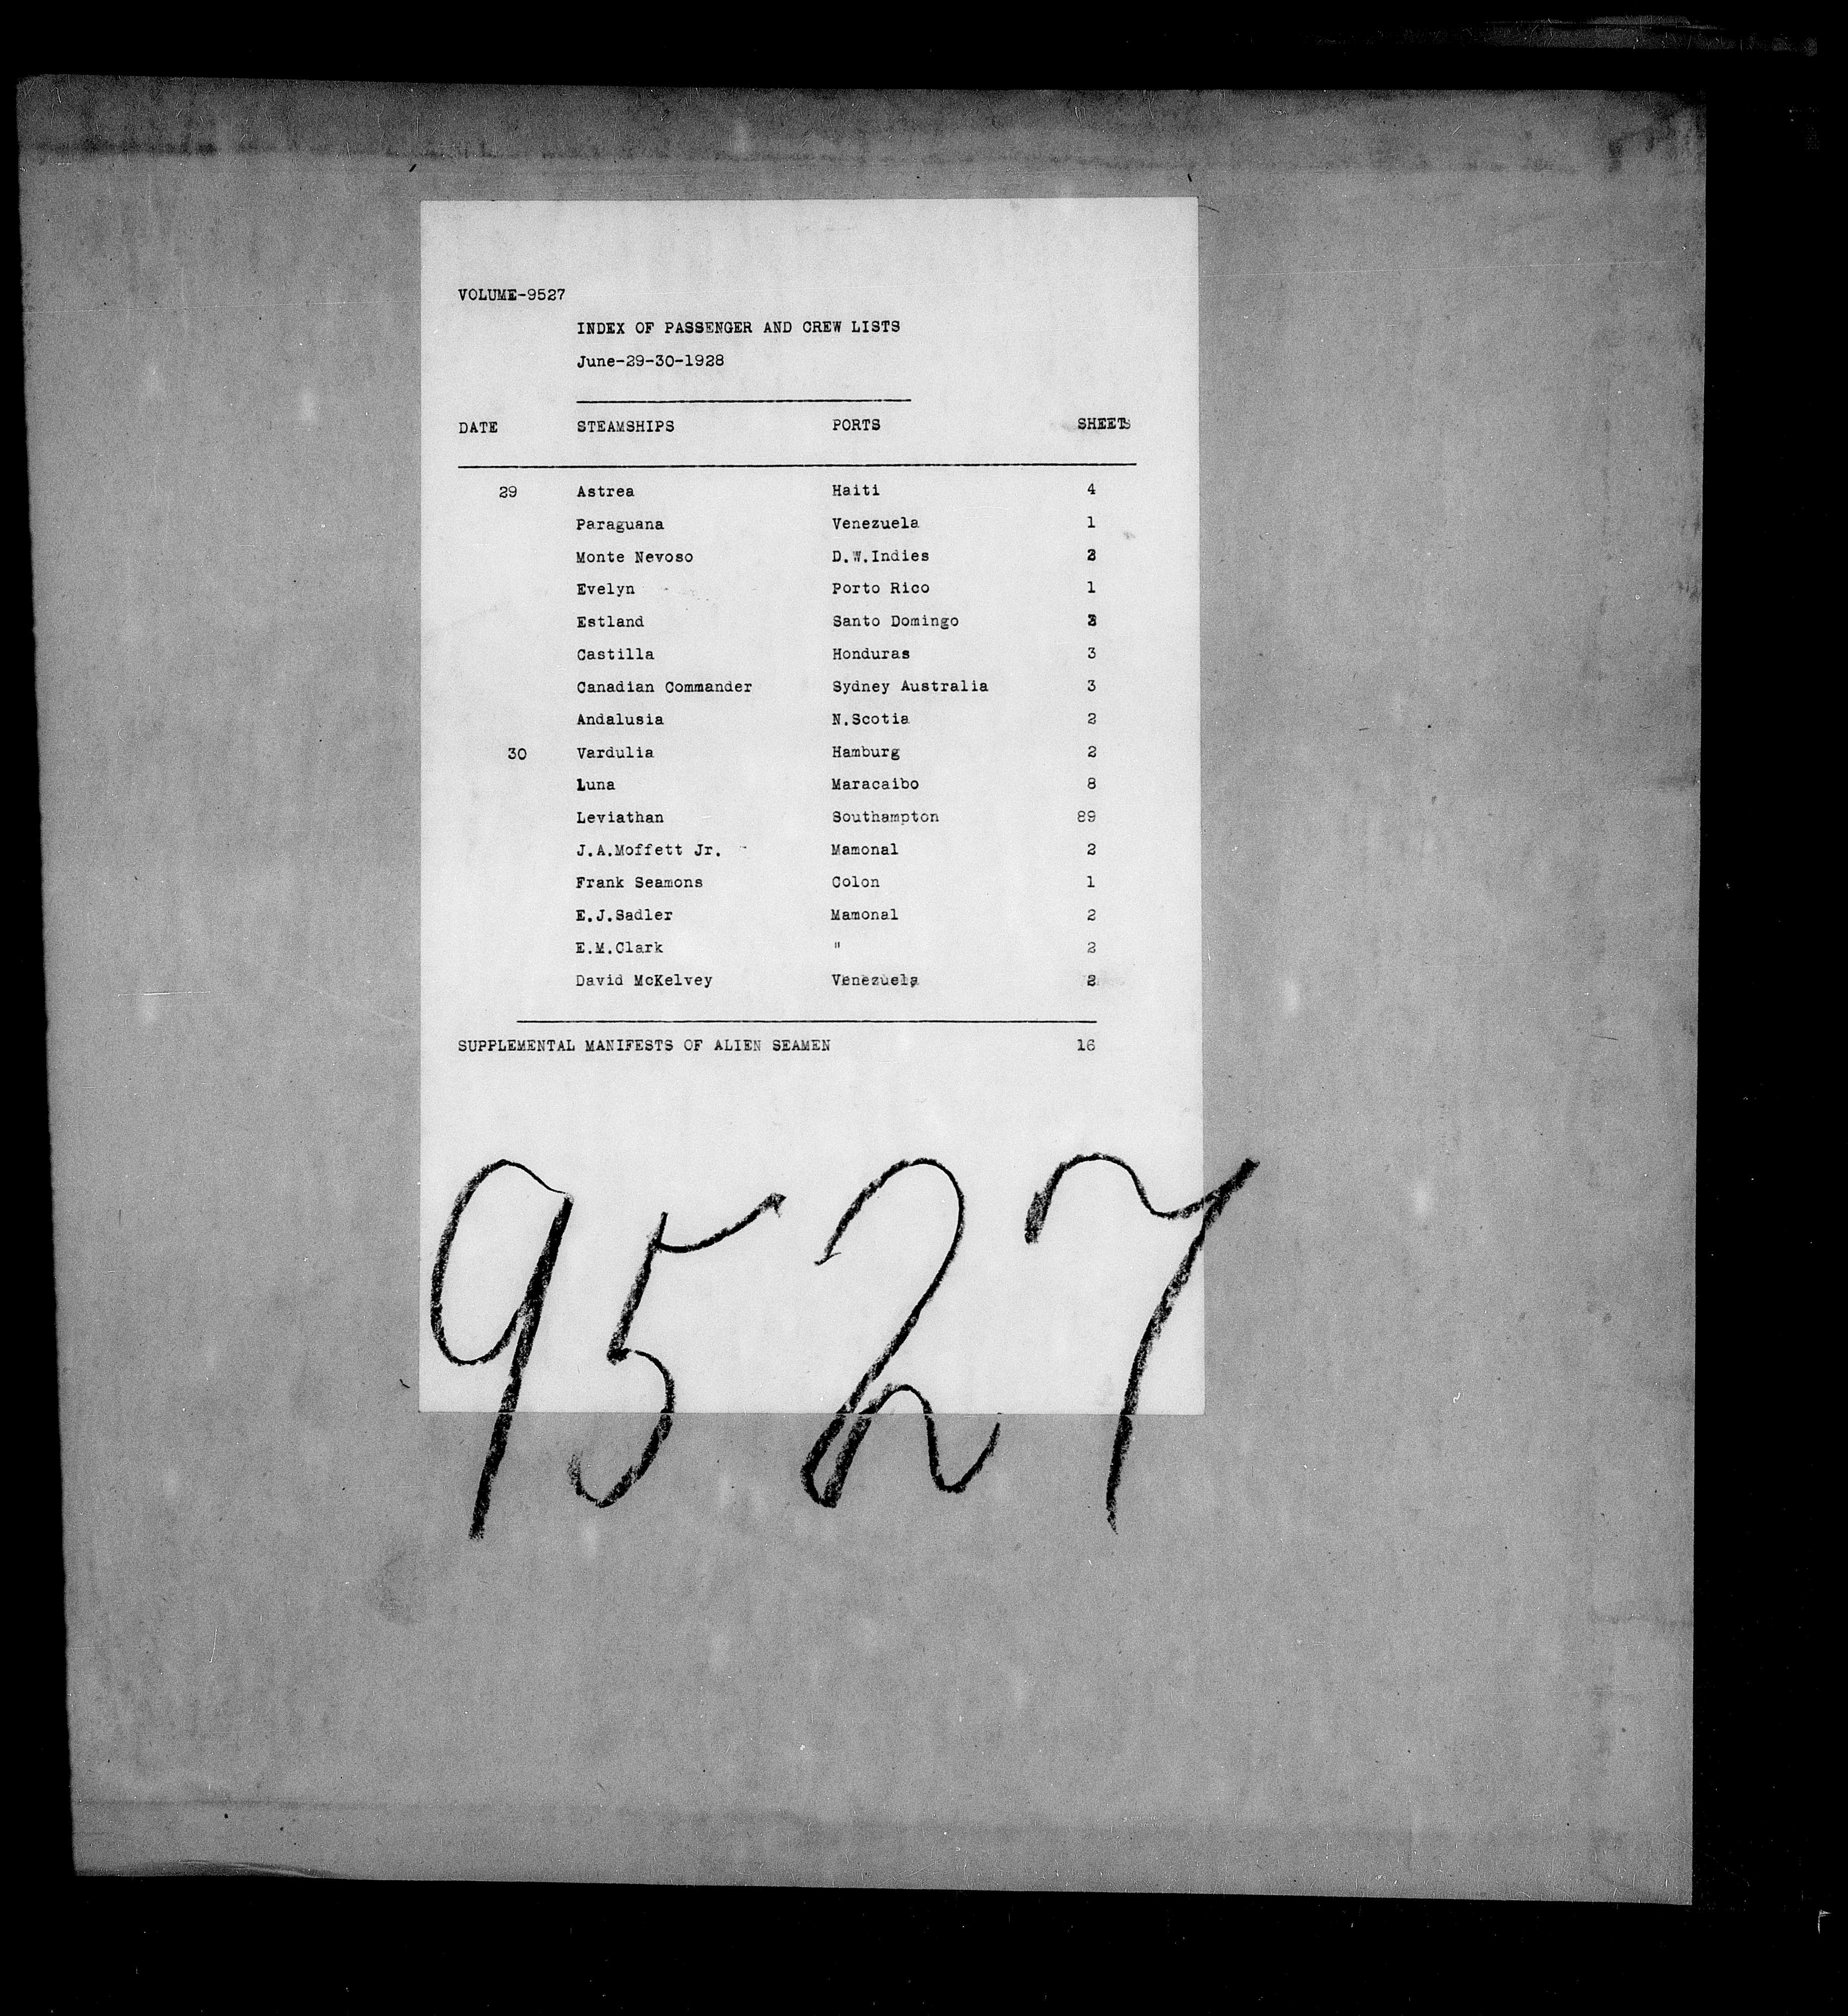 VOLUME-9527
INDEX OF PASSENGER AND CREW LISTS
June-29-30-1928
DATE STEAMSHIPS PORTS SHEETS
29 Astrea Haiti 4
Paraguana Venezuela 1
Monte Nevoso D.W.Indies
Evelyn Porto Rico 1
Estland Santo Domingo
Castilla Honduras 3
Canadian Commander Sydney Australia 3
Andalusia N.Scotia 2
30 Vardulia Hamburg 2
Luna Maracaibo 8
Leviathan Southampton 89
J.A.Moffett Jr. Mamonal 2
Frank Seamons Colon 1
E.J.Sadler Mamonal 2
E.M.Clark " 2
David McKelvey Venezuela 2
SUPPLEMENTAL MANIFESTS OF ALIEN SEAMEN 16
9527